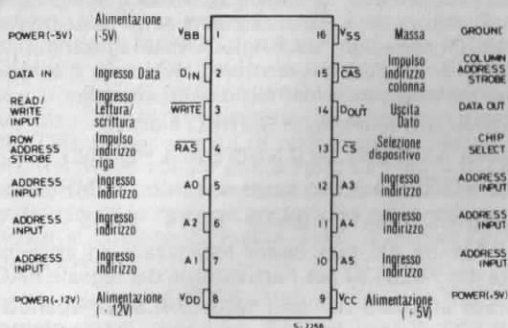 POWER(-5V) Alimentazione (-5V) VBB 1
16 VSS Massa GROUND
DATA IN Ingresso Data DIN 2
15 CAS Impulso indirizzo colonna COLUMN ADDRESS STROBE
READ/ WRITE INPUT Ingresso Lettura/ scrittura WRITE 3
14 DOUT Uscita Dato DATA OUT
ROW ADDRESS STROBE Impulso indirizzo riga RAS 4
13 CS Selezione dispositivo CHIP SELECT
ADDRESS INPUT Ingresso indirizzo A0 5
12 A3 Ingresso indirizzo ADDRESS INPUT
ADDRESS INPUT Ingresso indirizzo A2 6
11 A4 Ingresso indirizzo ADDRESS INPUT
ADDRESS INPUT Ingresso indirizzo A1 7
10 A5 Ingresso indirizzo ADDRESS INPUT
POWER(+12V) Alimentazione (+12V) VDD 8
9 VCC Alimentazione (+5V) POWER(+5V)